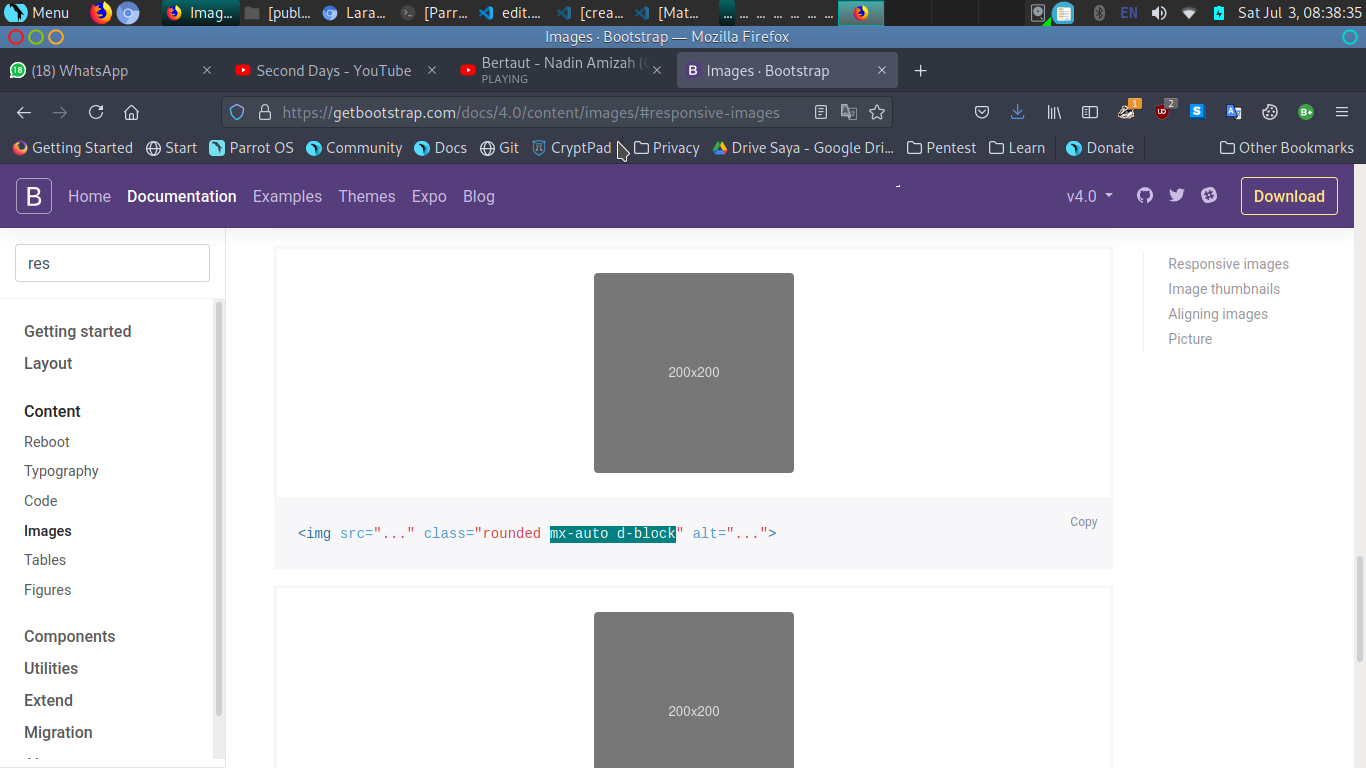 Menu
Imag...
[publ...
Lara...
[Parr...
edit....
[crea...
[Mat...
... ... ... ... ... ... ...
EN
Sat Jul 3, 08:38:35
Images · Bootstrap — Mozilla Firefox
18
(18) WhatsApp
Second Days - YouTube
Bertaut - Nadin Amizah (
PLAYING
B
Images · Bootstrap
https://getbootstrap.com/docs/4.0/content/images/#responsive-images
1
2
S
B+
Getting Started
Start
Parrot OS
Community
Docs
Git
CryptPad
Privacy
Drive Saya - Google Dri...
Pentest
Learn
Donate
Other Bookmarks
B
Home
Documentation
Examples
Themes
Expo
Blog
v4.0
Download
res
Getting started
Layout
Content
Reboot
Typography
Code
Images
Tables
Figures
Components
Utilities
Extend
Migration
200x200
Copy
<img src="..." class="rounded mx-auto d-block" alt="...">
200x200
Responsive images
Image thumbnails
Aligning images
Picture